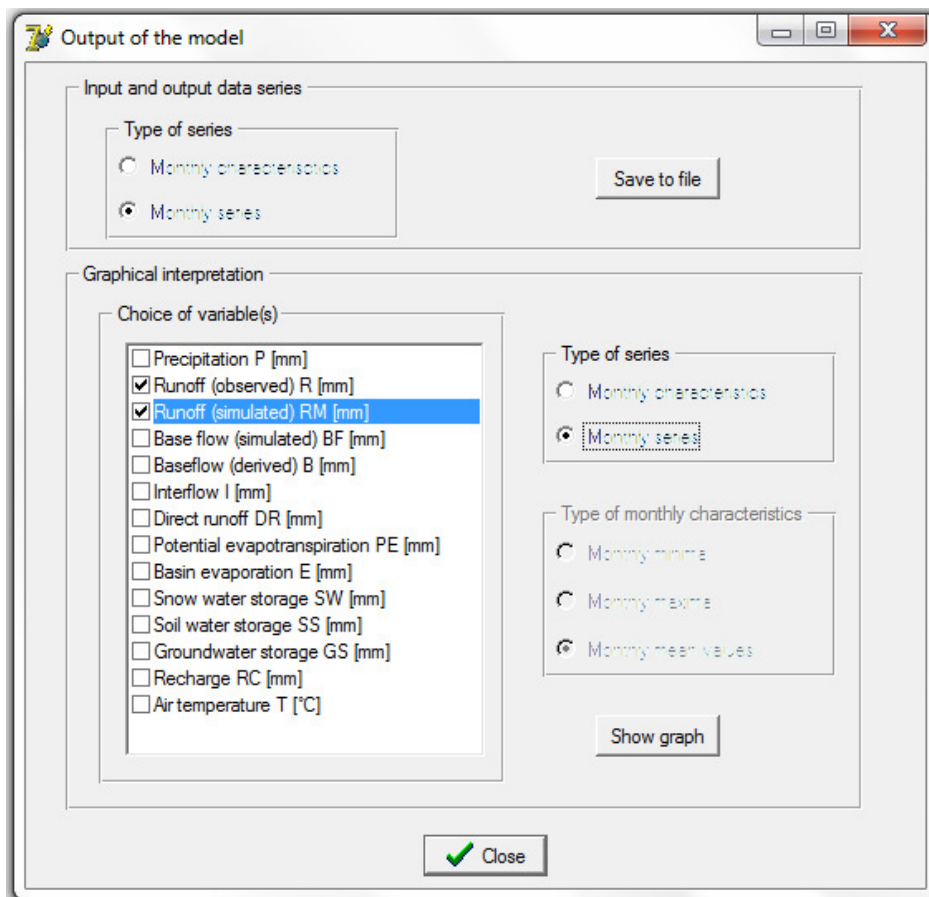 Output of the model
Input and output data series
Type of series
Monthly characteristics
Monthly series
Save to file
Graphical interpretation
Choice of variable(s)
Precipitation P [mm]
Runoff (observed) R [mm]
Runoff (simulated) RM [mm]
Base flow (simulated) BF [mm]
Baseflow (derived) B [mm]
Interflow I [mm]
Direct runoff DR [mm]
Potential evapotranspiration PE [mm]
Basin evaporation E [mm]
Snow water storage SW [mm]
Soil water storage SS [mm]
Groundwater storage GS [mm]
Recharge RC [mm]
Air temperature T [°C]
Type of series
Monthly characteristics
Monthly series
Type of monthly characteristics
Monthly minima
Monthly maxima
Monthly mean values
Show graph
Close